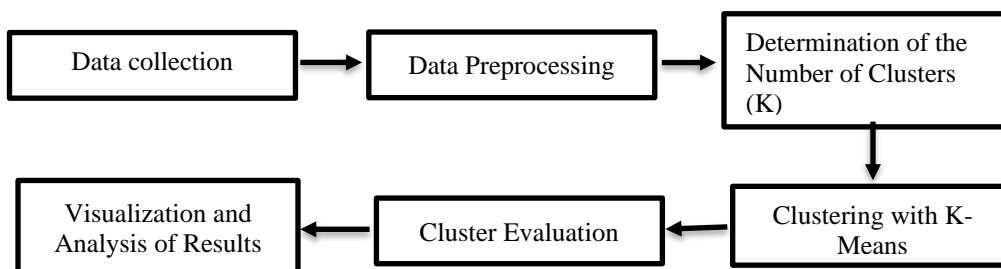 Data collection
Data Preprocessing
Determination of the
Number of Clusters
(K)
Clustering with K-
Means
Cluster Evaluation
Visualization and
Analysis of Results